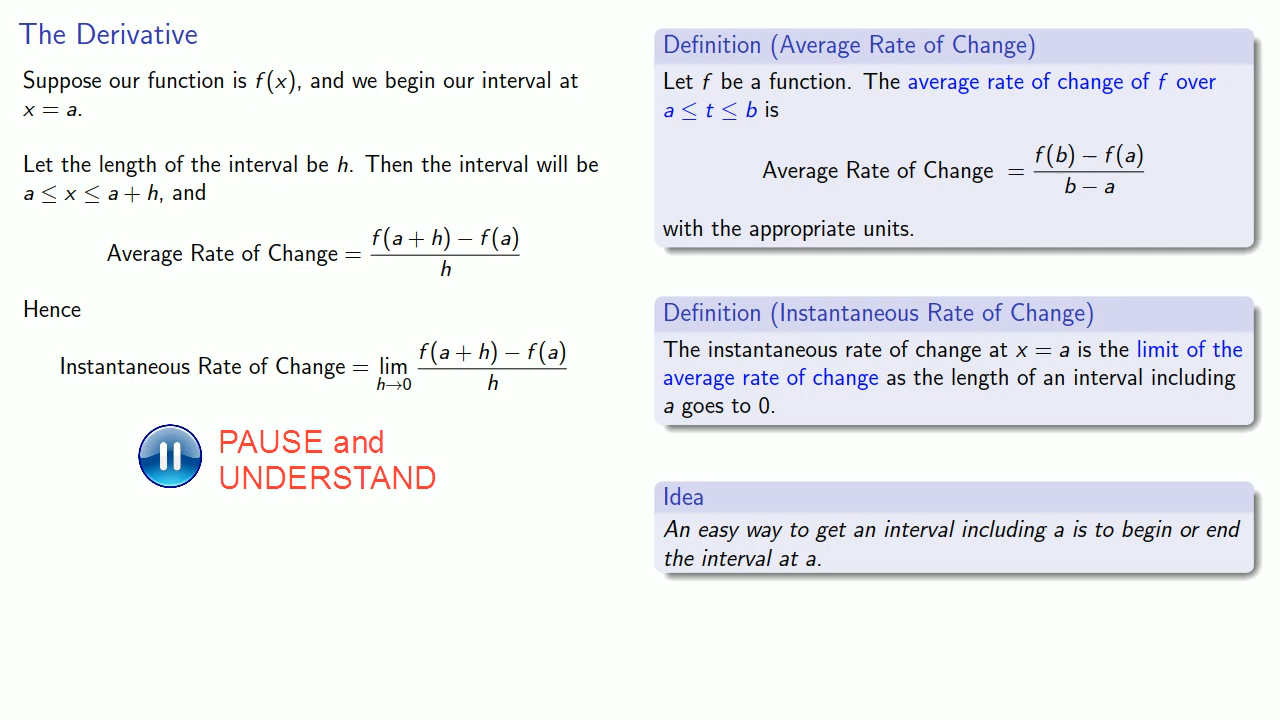 The Derivative
Suppose our function is f(x), and we begin our interval at
x = a.
Let the length of the interval be h. Then the interval will be
a ≤ x ≤ a + h, and
Average Rate of Change = (f(a + h) − f(a)) / h
Hence
Instantaneous Rate of Change = lim h→0 (f(a + h) − f(a)) / h
PAUSE and
UNDERSTAND
Definition (Average Rate of Change)
Let f be a function. The average rate of change of f over
a ≤ t ≤ b is
Average Rate of Change = (f(b) − f(a)) / (b − a)
with the appropriate units.
Definition (Instantaneous Rate of Change)
The instantaneous rate of change at x = a is the limit of the
average rate of change as the length of an interval including
a goes to 0.
Idea
An easy way to get an interval including a is to begin or end
the interval at a.